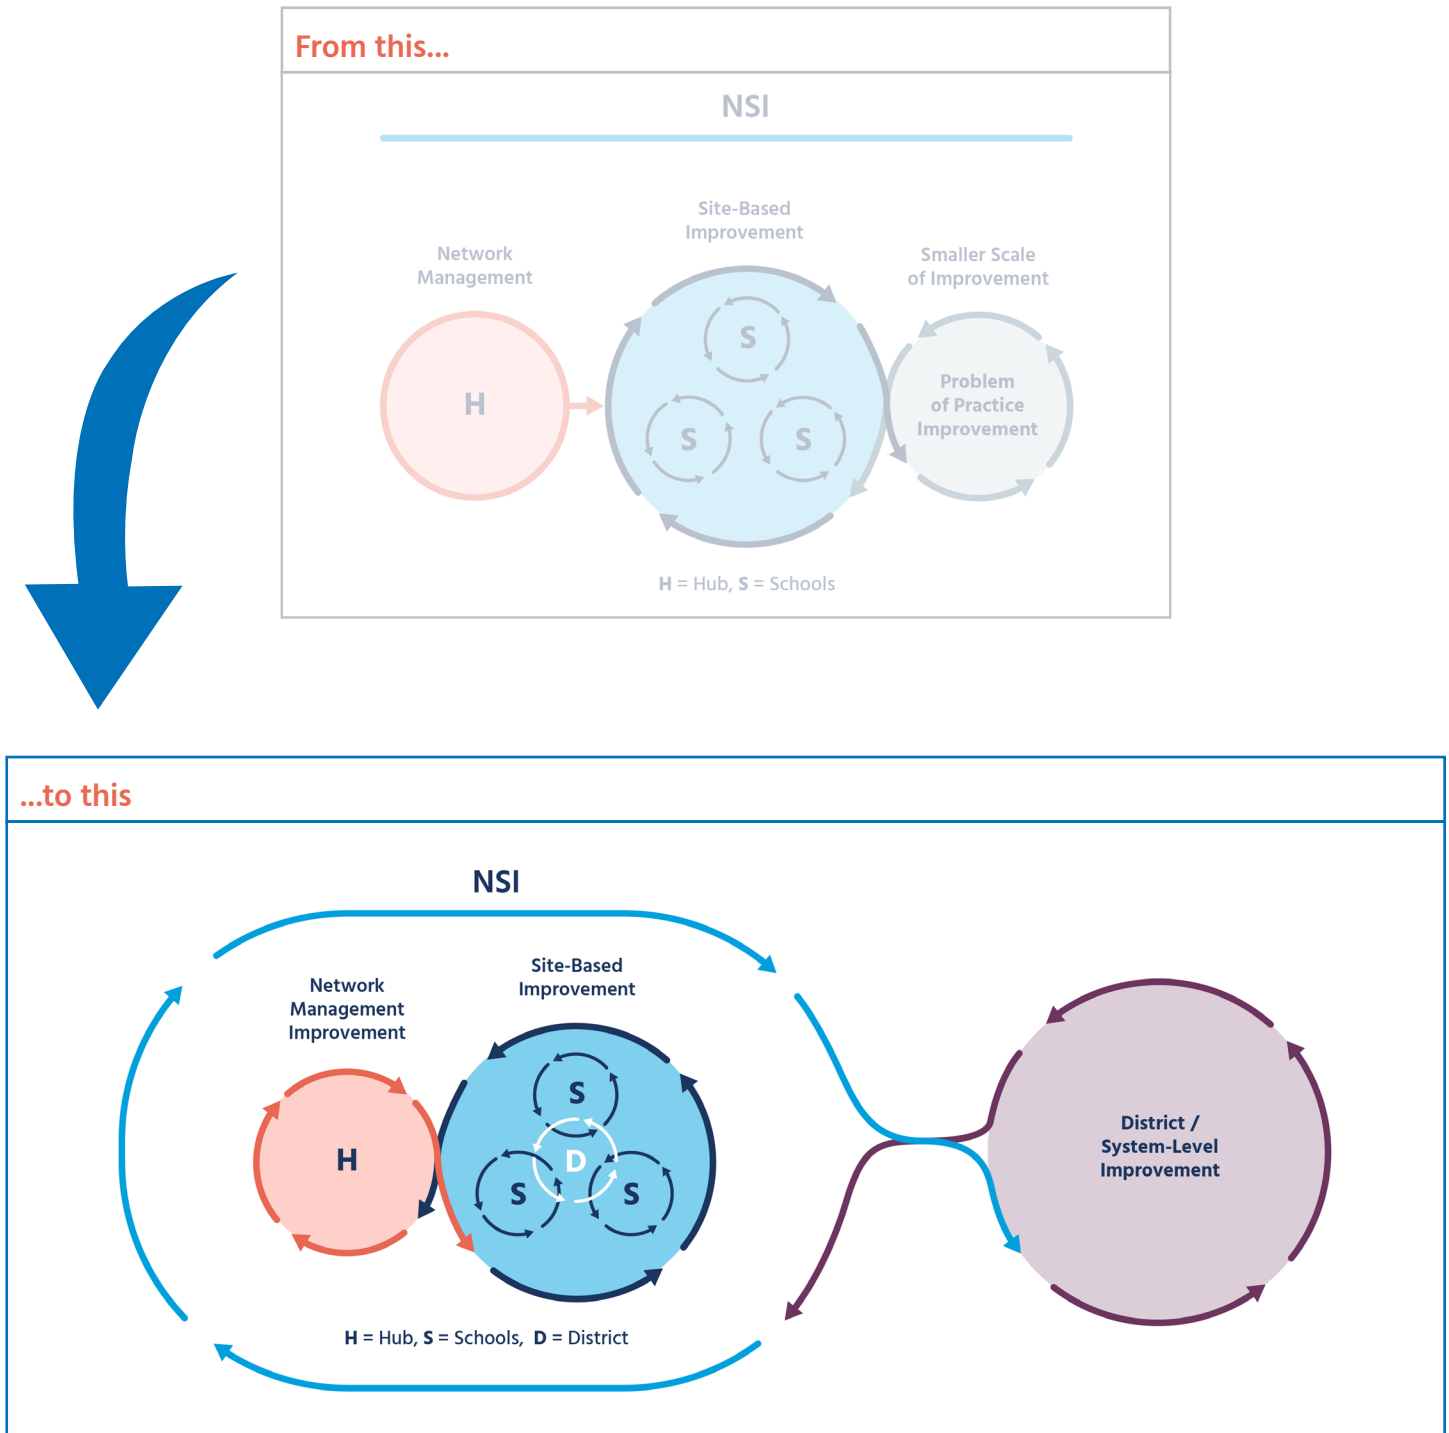 From this...
NSI
Site-Based
Improvement
Network
Management
Smaller Scale
of Improvement
S
H
S
S
Problem
of Practice
Improvement
H = Hub, S = Schools
...to this
NSI
Site-Based
Improvement
Network
Management
Improvement
S
H
D
S
S
District /
System-Level
Improvement
H = Hub, S = Schools, D = District